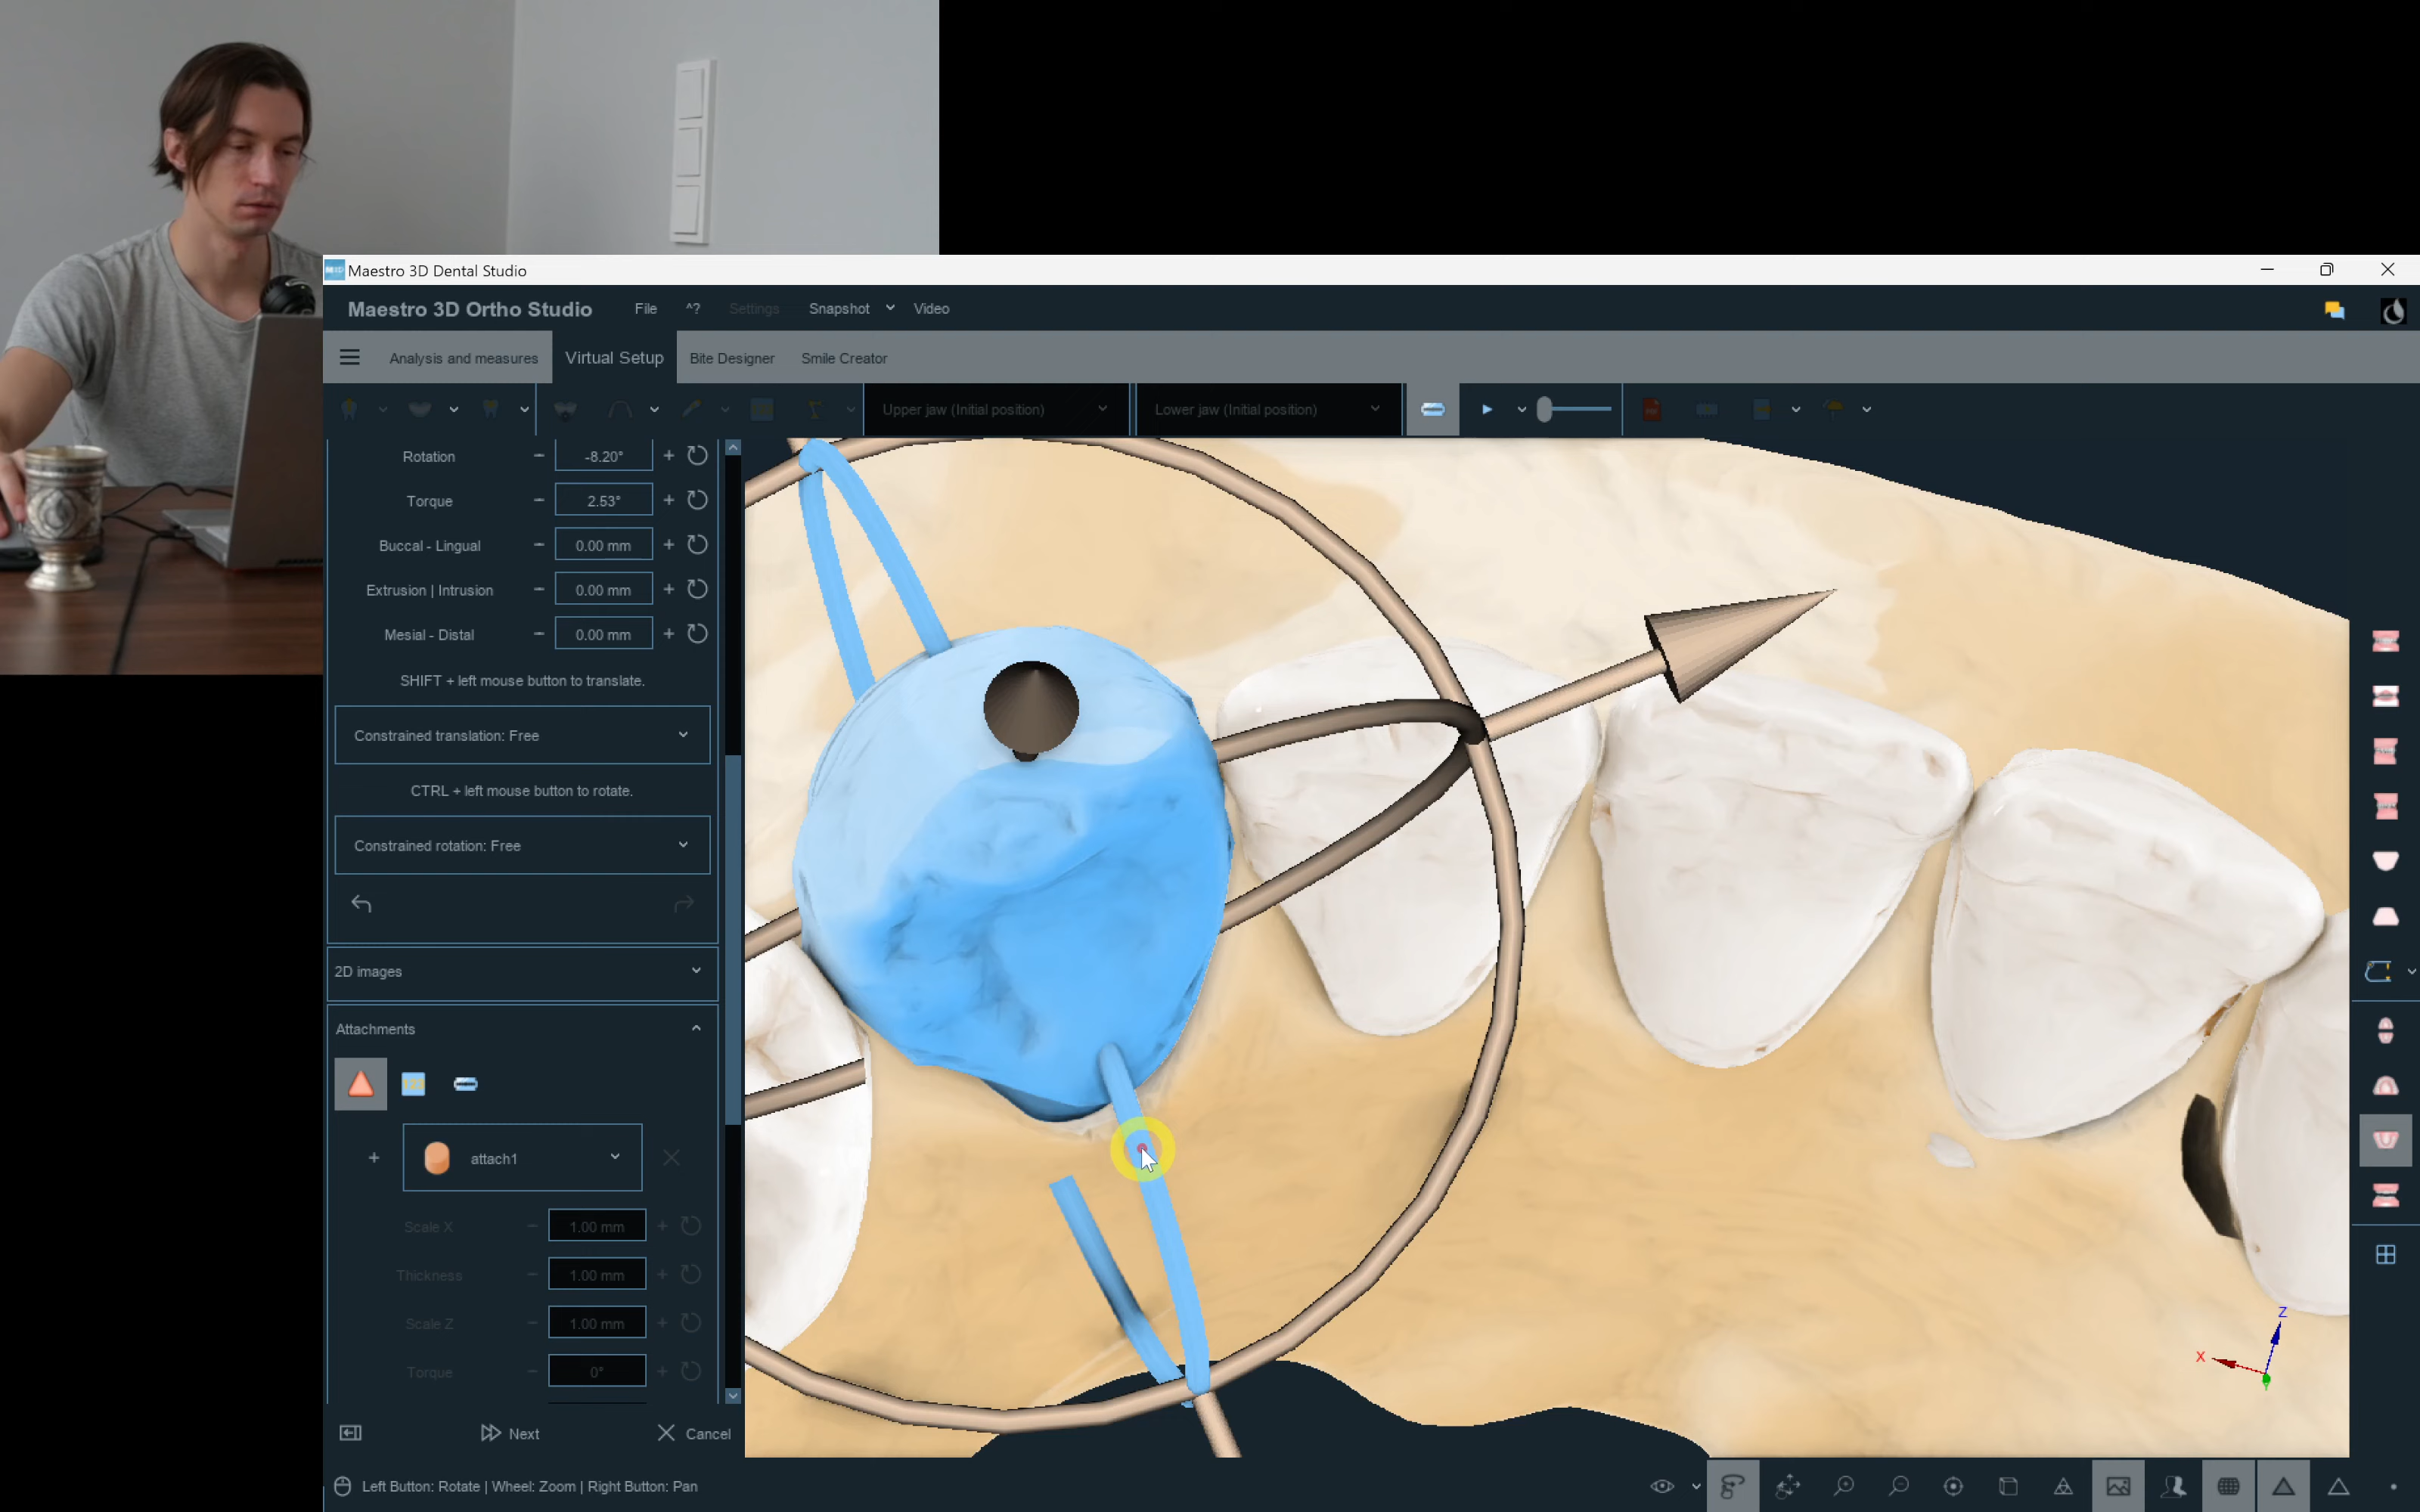 Maestro 3D Dental Studio
Maestro 3D Ortho Studio File ^? Settings Snapshot Video
Analysis and measures Virtual Setup Bite Designer Smile Creator
Upper jaw (Initial position) Lower jaw (Initial position)
Rotation - -8.20° +
Torque - 2.53° +
Buccal - Lingual - 0.00 mm +
Extrusion | Intrusion - 0.00 mm +
Mesial - Distal - 0.00 mm +
SHIFT + left mouse button to translate.
Constrained translation: Free
CTRL + left mouse button to rotate.
Constrained rotation: Free
2D images
Attachments
+ attach1
Scale X - 1.00 mm +
Thickness - 1.00 mm +
Scale Z - 1.00 mm +
Torque - 0° +
Next Cancel
Left Button: Rotate | Wheel: Zoom | Right Button: Pan
Z
X
Y